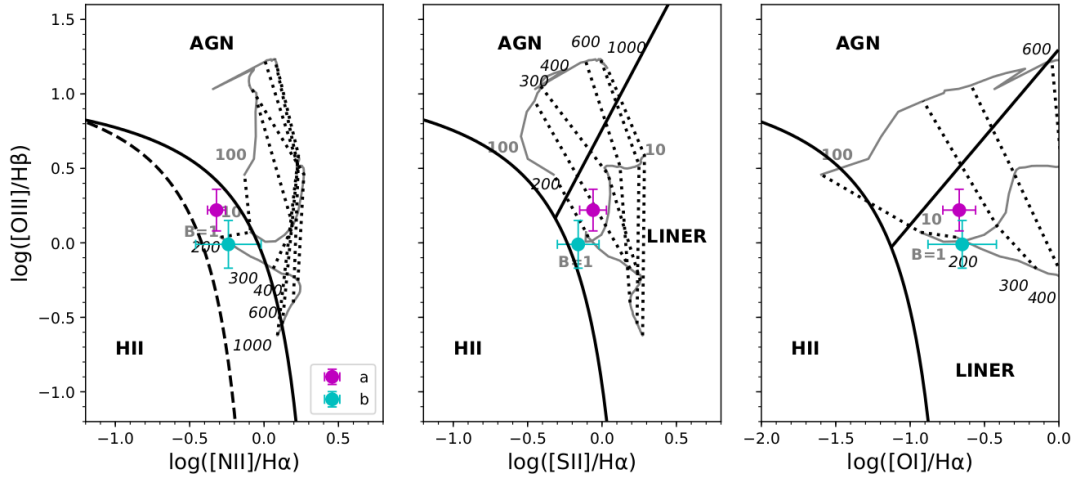 log([OIII]/Hβ)
1.5
1.0
0.5
0.0
−0.5
−1.0
AGN
100
10
B=1
200
300
400
600
1000
HII
a
b
−1.0 −0.5 0.0 0.5
log([NII]/Hα)
AGN
600
1000
400
300
100
10
200
LINER
B=1
HII
−1.0 −0.5 0.0 0.5
log([SII]/Hα)
AGN
600
100
10
B=1
200
300
400
HII
LINER
−2.0 −1.5 −1.0 −0.5 0.0
log([OI]/Hα)